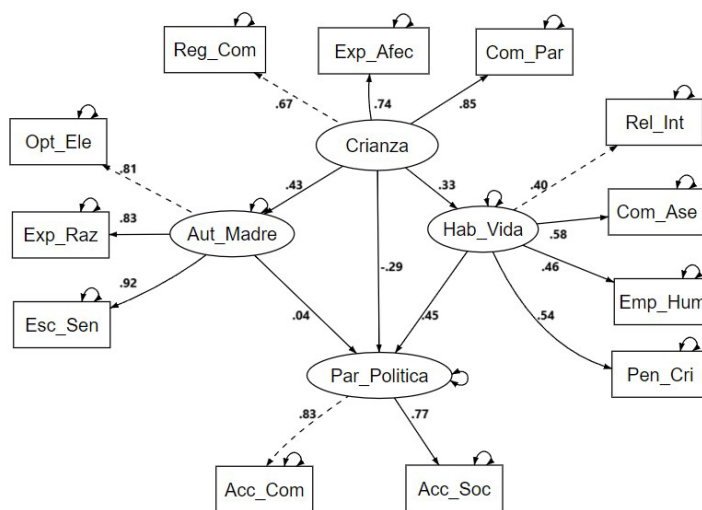 Reg_Com
Exp_Afec
Com_Par
.67
.74
.85
Opt_Ele
Rel_Int
Crianza
.81
.43
.33
.40
Exp_Raz
.83
Aut_Madre
Hab_Vida
Com_Ase
.58
-.29
.46
.92
Emp_Hum
Esc_Sen
.04
.45
.54
Par_Politica
Pen_Cri
.83
.77
Acc_Com
Acc_Soc